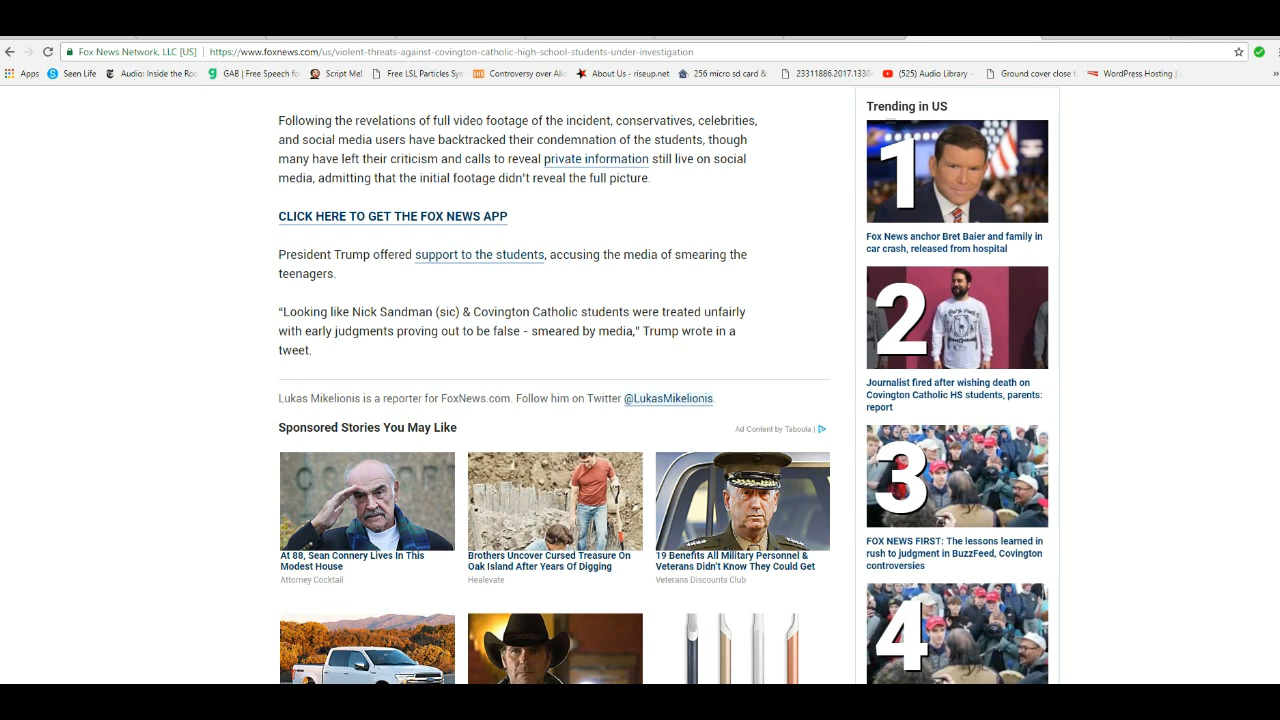 Fox News Network, LLC [US]
https://www.foxnews.com/us/violent-threats-against-covington-catholic-high-school-students-under-investigation
Apps
Seen Life
Audio: Inside the Roc
GAB | Free Speech fo
Script Me!
Free LSL Particles Sys
Controversy over Alic
About Us - riseup.net
256 micro sd card &
23311886.2017.1330
(525) Audio Library -
Ground cover close t
WordPress Hosting |
Following the revelations of full video footage of the incident, conservatives, celebrities,
and social media users have backtracked their condemnation of the students, though
many have left their criticism and calls to reveal private information still live on social
media, admitting that the initial footage didn't reveal the full picture.
CLICK HERE TO GET THE FOX NEWS APP
President Trump offered support to the students, accusing the media of smearing the
teenagers.
"Looking like Nick Sandman (sic) & Covington Catholic students were treated unfairly
with early judgments proving out to be false - smeared by media," Trump wrote in a
tweet.
Lukas Mikelionis is a reporter for FoxNews.com. Follow him on Twitter @LukasMikelionis.
Sponsored Stories You May Like
Ad Content by Taboola |
At 88, Sean Connery Lives In This
Modest House
Attorney Cocktail
Brothers Uncover Cursed Treasure On
Oak Island After Years Of Digging
Healevate
19 Benefits All Military Personnel &
Veterans Didn't Know They Could Get
Veterans Discounts Club
Trending in US
1
Fox News anchor Bret Baier and family in
car crash, released from hospital
2
Journalist fired after wishing death on
Covington Catholic HS students, parents:
report
3
FOX NEWS FIRST: The lessons learned in
rush to judgment in BuzzFeed, Covington
controversies
4